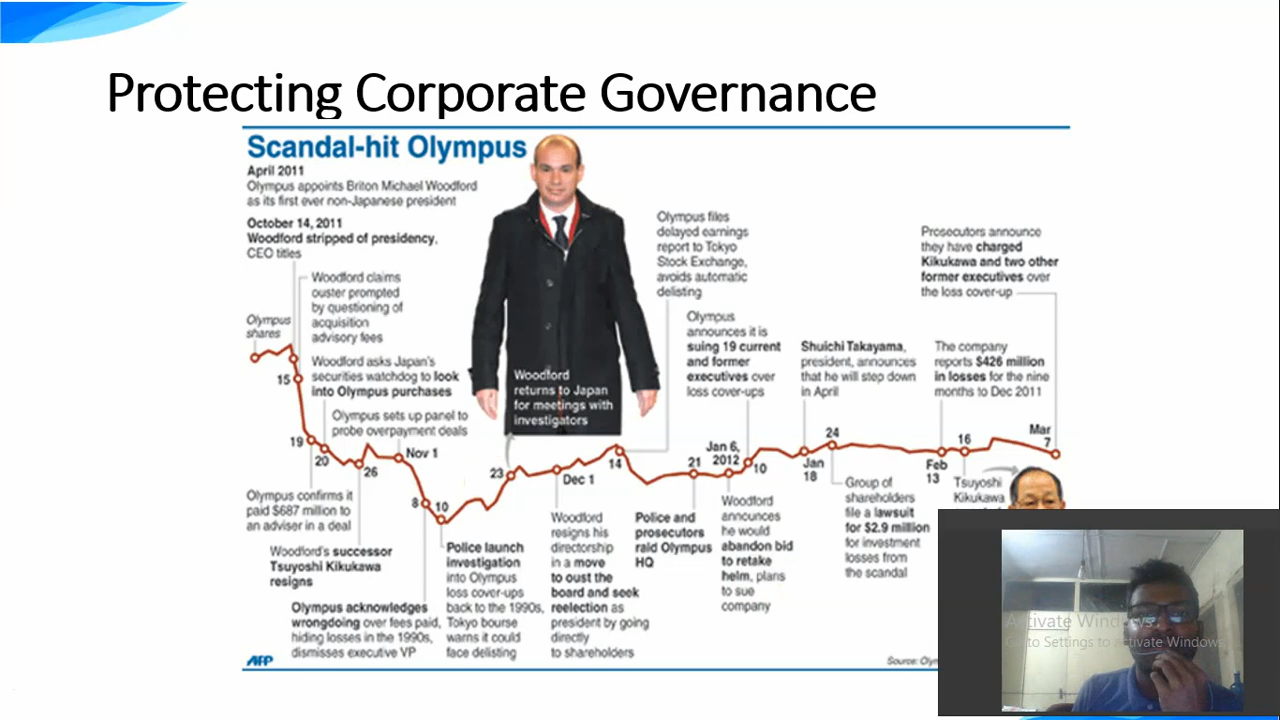 Protecting Corporate Governance
Scandal-hit Olympus
April 2011
Olympus appoints Briton Michael Woodford
as its first ever non-Japanese president
October 14, 2011
Woodford stripped of presidency,
CEO titles
Olympus
shares
Woodford claims
ouster prompted
by questioning of
acquisition
advisory fees
15
Woodford asks Japan's
securities watchdog to look
into Olympus purchases
Olympus sets up panel to
probe overpayment deals
19
20
26
Nov 1
8
10
Olympus confirms it
paid $687 million to
an adviser in a deal
Woodford's successor
Tsuyoshi Kikukawa
resigns
Olympus acknowledges
wrongdoing over fees paid,
hiding losses in the 1990s,
dismisses executive VP
Police launch
investigation
into Olympus
loss cover-ups
back to the 1990s,
Tokyo bourse
warns it could
face delisting
Woodford
returns to Japan
for meetings with
investigators
23
Dec 1
Woodford
resigns his
directorship
in a move
to oust the
board and seek
reelection as
president by going
directly
to shareholders
14
Olympus files
delayed earnings
report to Tokyo
Stock Exchange,
avoids automatic
delisting
21
Police and
prosecutors
raid Olympus
HQ
Jan 6,
2012
Woodford
announces
he would
abandon bid
to retake
helm, plans
to sue
company
10
Olympus
announces it is
suing 19 current
and former
executives over
loss cover-ups
Jan
18
Shuichi Takayama,
president, announces
that he will step down
in April
24
Group of
shareholders
file a lawsuit
for $2.9 million
for investment
losses from
the scandal
Feb
13
The company
reports $426 million
in losses for the nine
months to Dec 2011
16
Tsuyoshi
Kikukawa
Mar
7
Prosecutors announce
they have charged
Kikukawa and two other
former executives over
the loss cover-up
AFP
Source:
Activate Windows
Go to Settings to activate Windows.